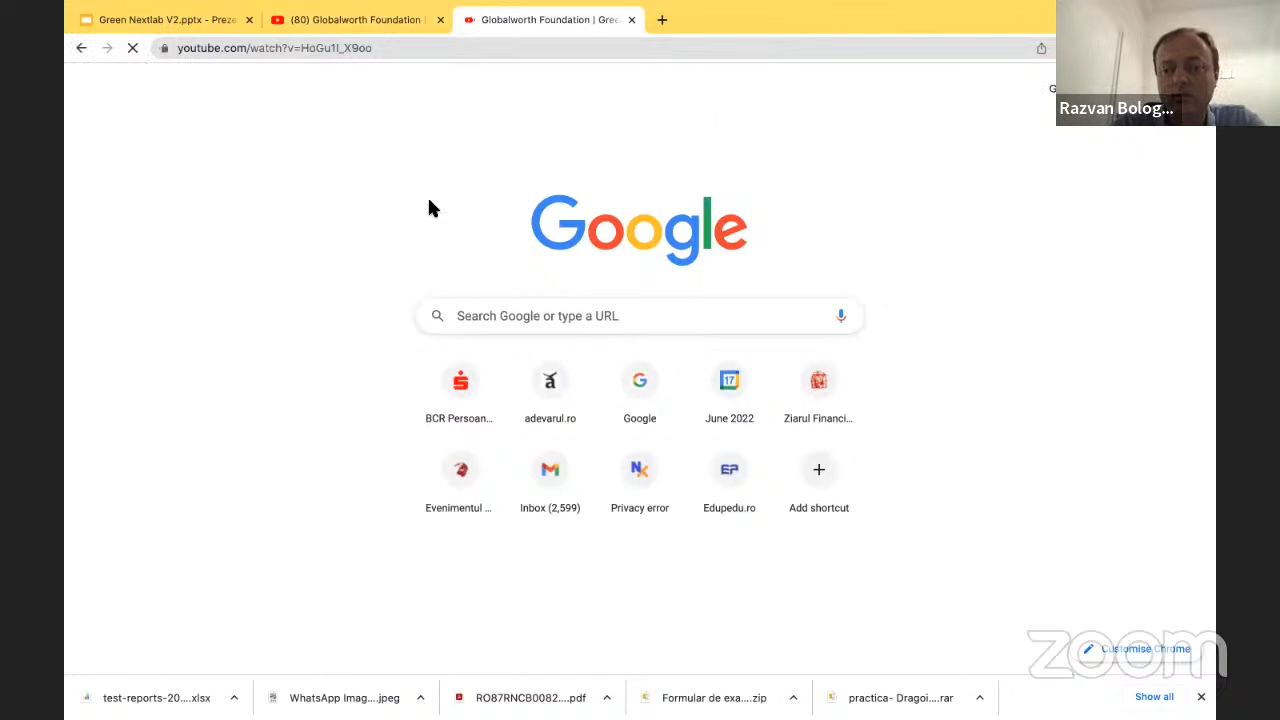 Green Nextlab V2.pptx - Preze
(80) Globalworth Foundation |
Globalworth Foundation | Gree
youtube.com/watch?v=HoGu1l_X9oo
G
Razvan Bolog...
Google
Search Google or type a URL
BCR Persoan...
adevarul.ro
Google
17
June 2022
Ziarul Financi...
Evenimentul ...
Inbox (2,599)
Privacy error
EP
Edupedu.ro
Add shortcut
Customise Chrome
zoom
test-reports-20....xlsx
WhatsApp Imag....jpeg
RO87RNCB0082....pdf
Formular de exa....zip
practica- Dragoi....rar
Show all